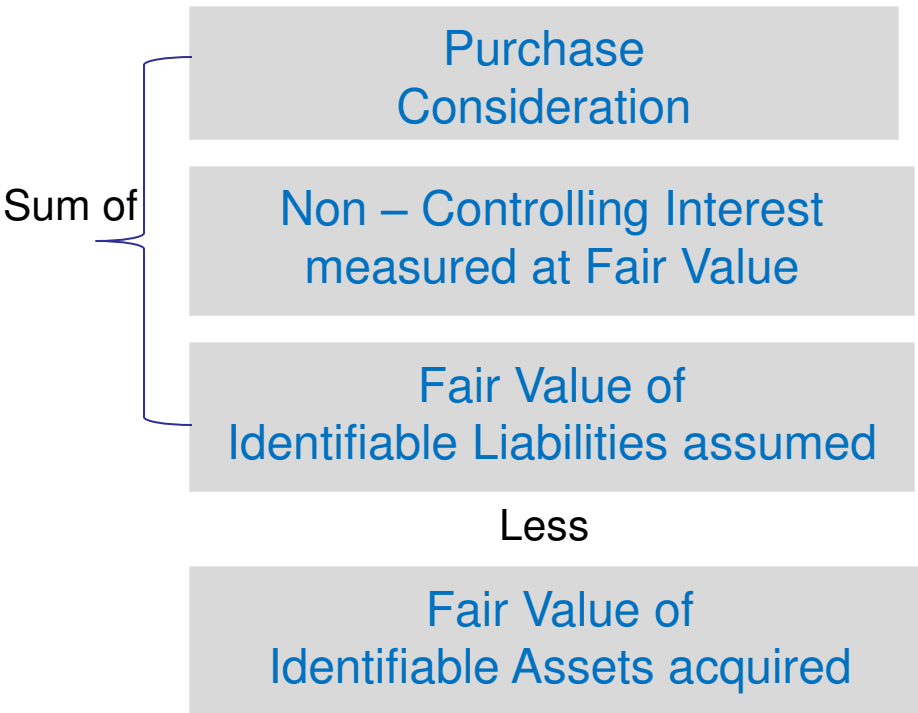 Purchase
Consideration
Sum of
Non – Controlling Interest
measured at Fair Value
Fair Value of
Identifiable Liabilities assumed
Less
Fair Value of
Identifiable Assets acquired